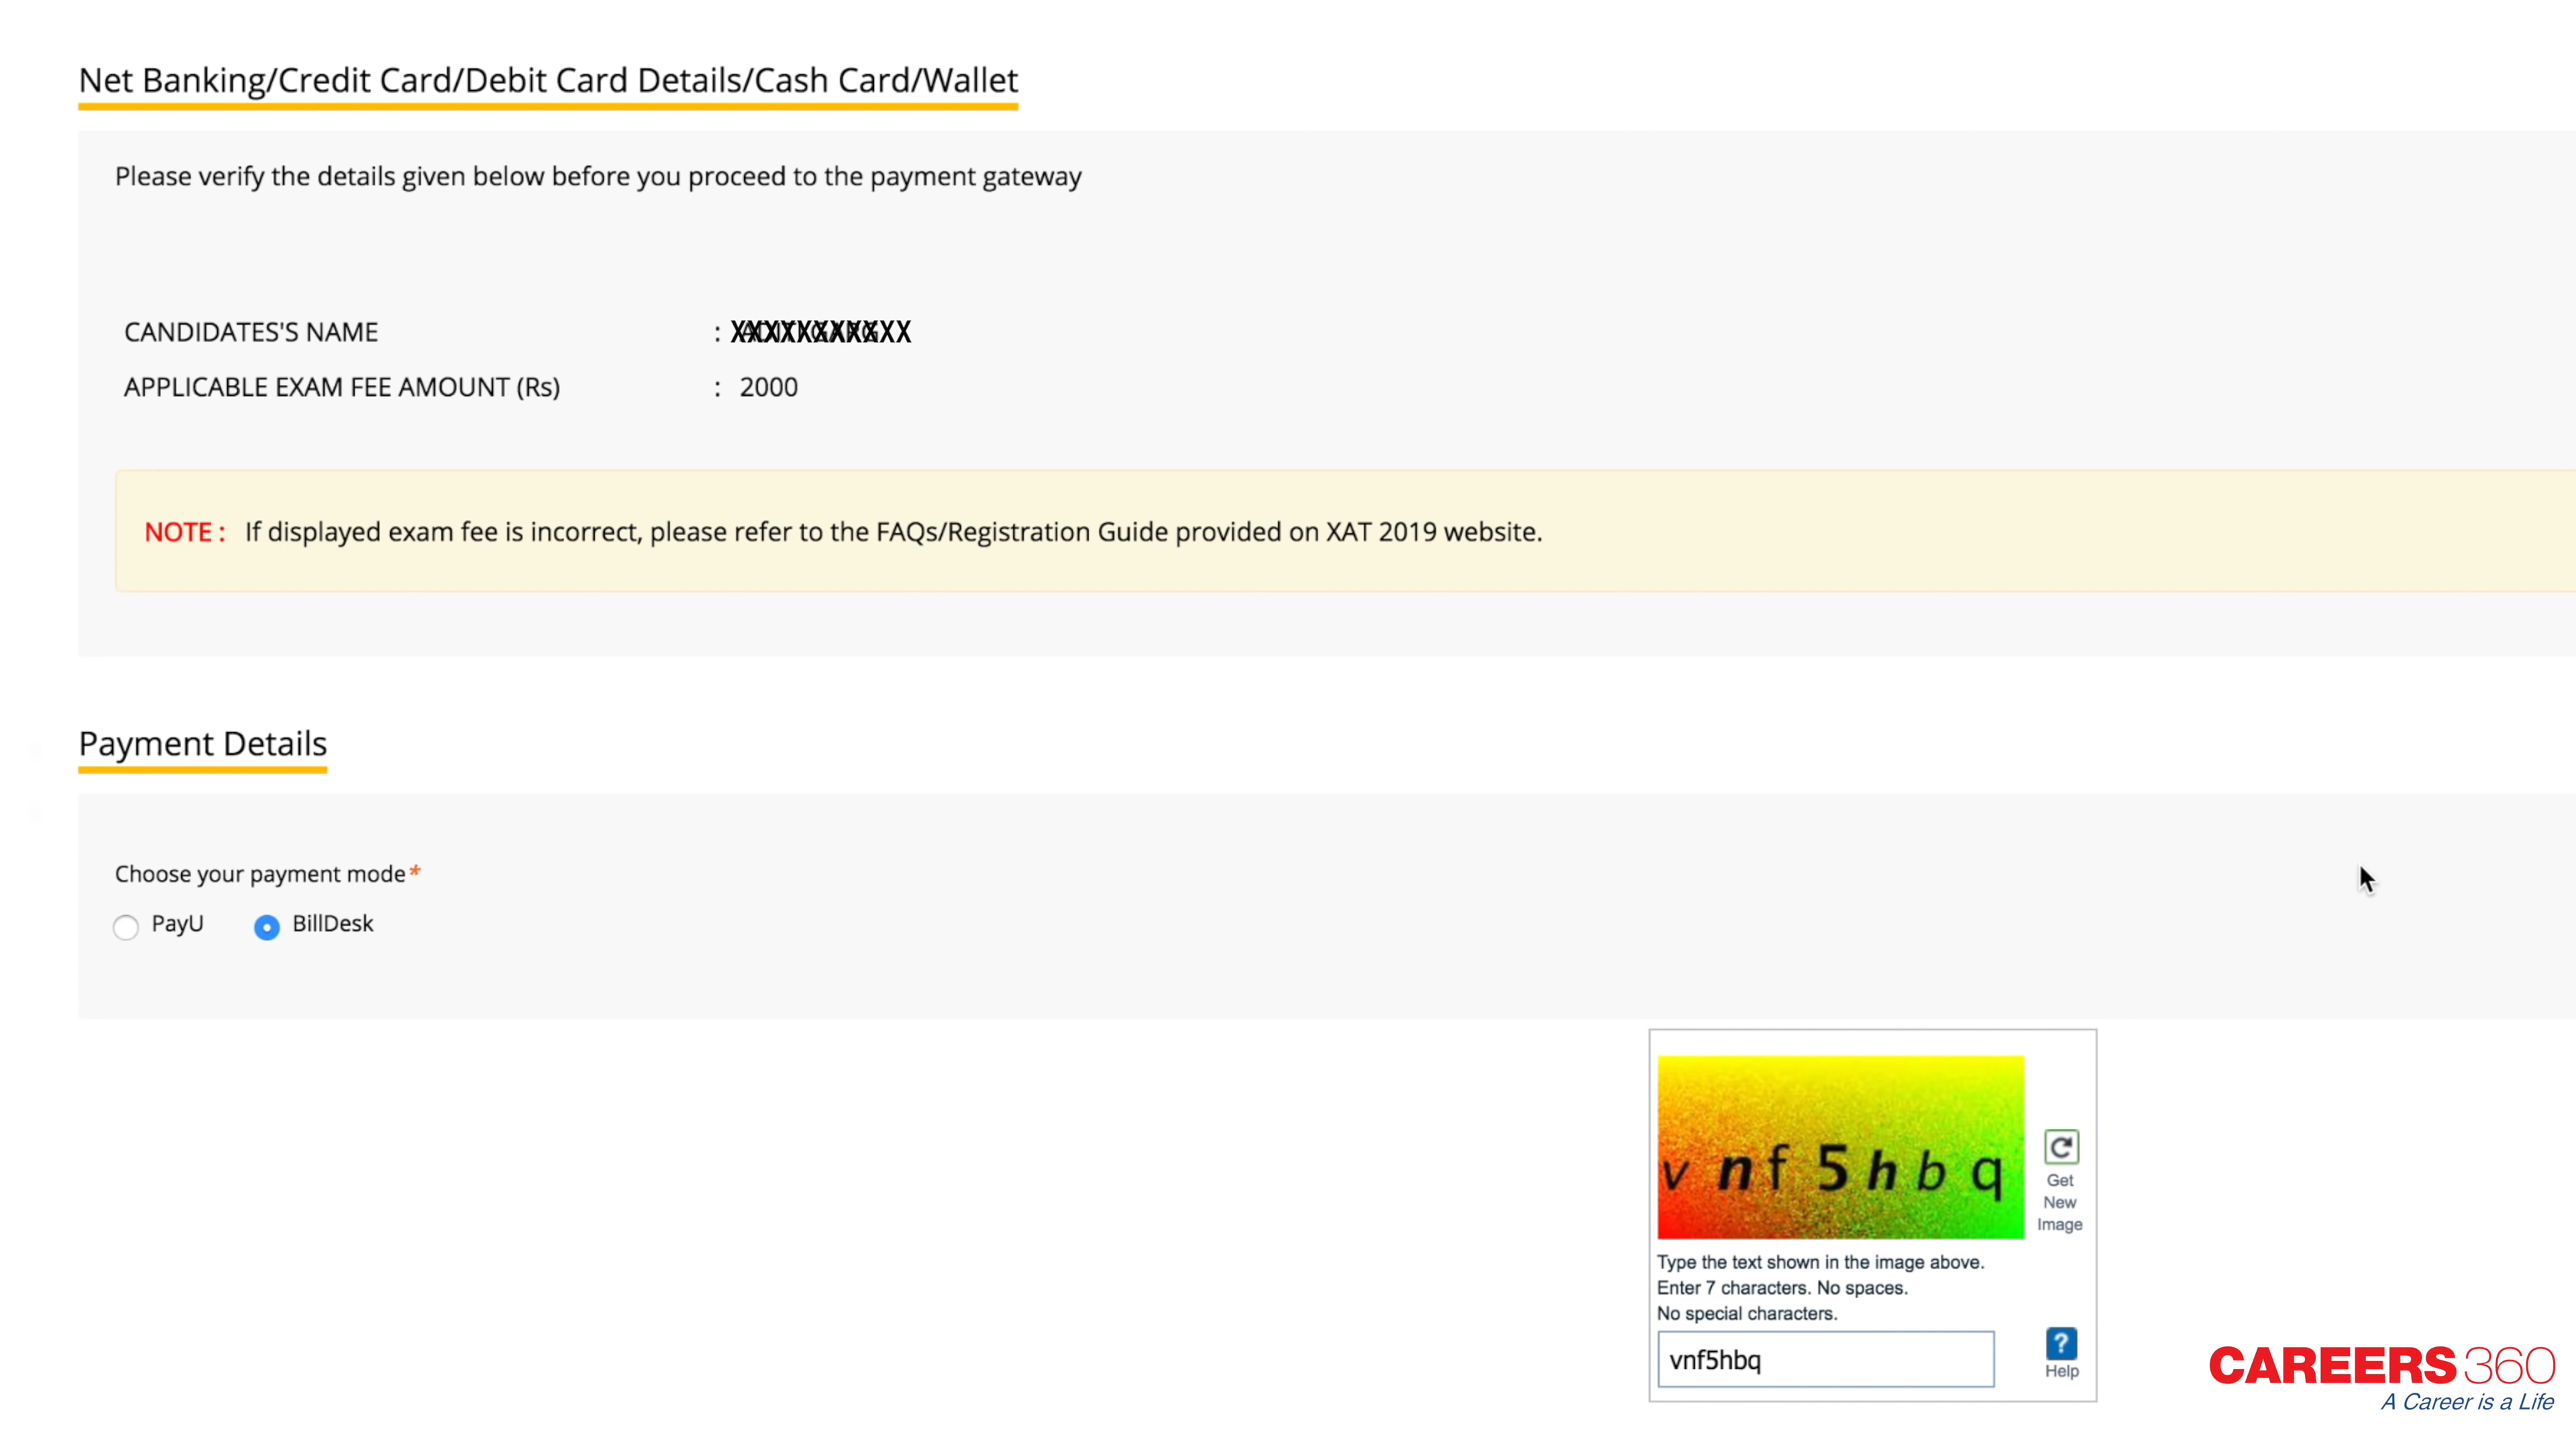 Net Banking/Credit Card/Debit Card Details/Cash Card/Wallet
Please verify the details given below before you proceed to the payment gateway
CANDIDATES'S NAME :
APPLICABLE EXAM FEE AMOUNT (Rs) : 2000
NOTE : If displayed exam fee is incorrect, please refer to the FAQs/Registration Guide provided on XAT 2019 website.
Payment Details
Choose your payment mode*
PayU BillDesk
v n f 5 h b q
Get
New
Image
Type the text shown in the image above.
Enter 7 characters. No spaces.
No special characters.
vnf5hbq
Help
CAREERS360
A Career is a Life